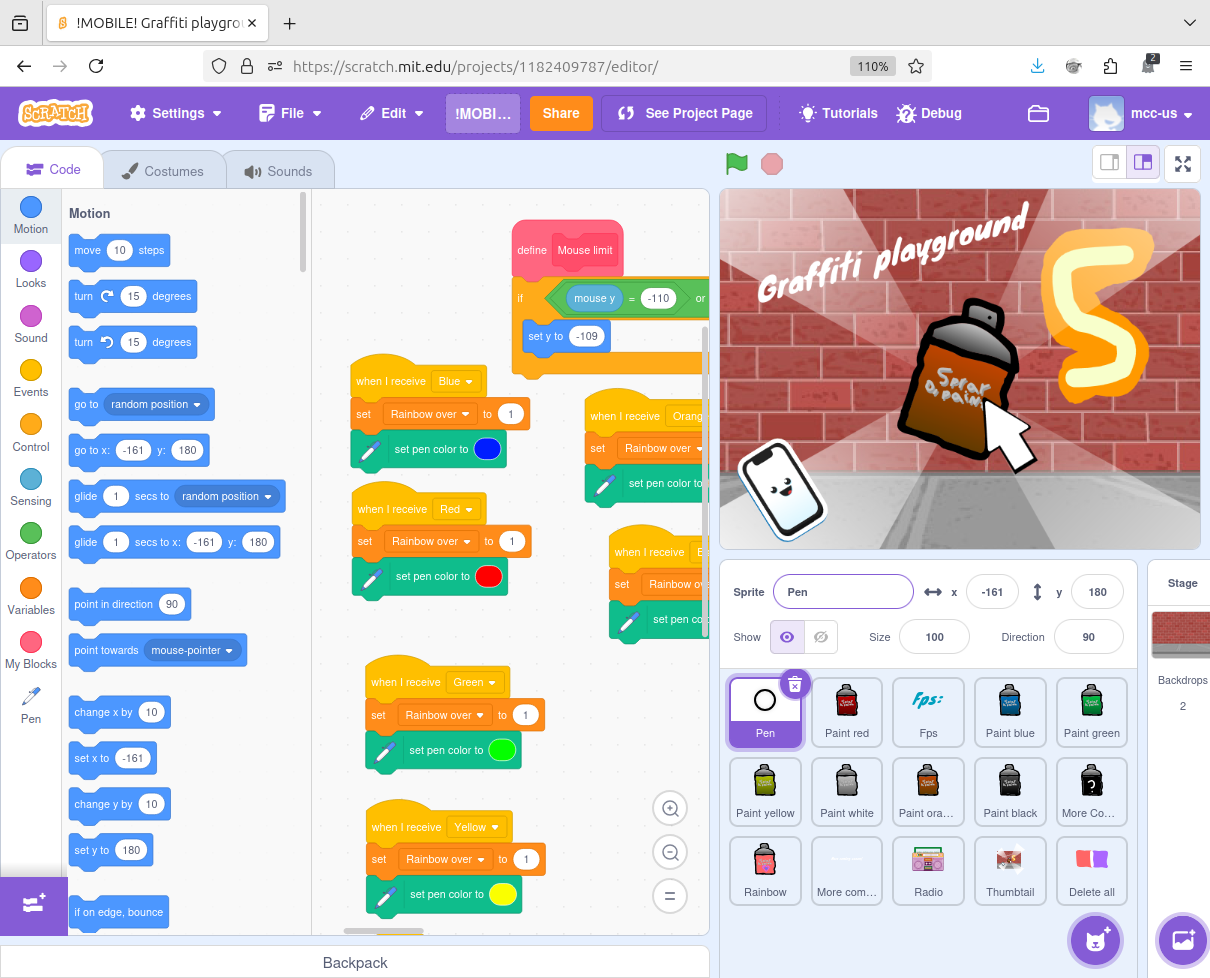 !MOBILE! Graffiti playgro
https://scratch.mit.edu/projects/1182409787/editor/
110%
2
SCRATCH
Settings
File
Edit
!MOBI...
Share
See Project Page
Tutorials
Debug
mcc-us
Code
Costumes
Sounds
Motion
Looks
Sound
Events
Control
Sensing
Operators
Variables
My Blocks
Pen
Motion
move 10 steps
turn 15 degrees
turn 15 degrees
go to random position
go to x: -161 y: 180
glide 1 secs to random position
glide 1 secs to x: -161 y: 180
point in direction 90
point towards mouse-pointer
change x by 10
set x to -161
change y by 10
set y to 180
if on edge, bounce
define Mouse limit
if mouse y = -110 or
set y to -109
when I receive Blue
set Rainbow over to 1
set pen color to
when I receive Orang
set Rainbow over
set pen color to
when I receive Red
set Rainbow over to 1
set pen color to
when I receive
set Rainbow ov
set pen co
when I receive Green
set Rainbow over to 1
set pen color to
when I receive Yellow
set Rainbow over to 1
set pen color to
Backpack
Graffiti playground
Spray
& paint
Sprite Pen x -161 y 180
Show Size 100 Direction 90
Pen
Paint red
Fps:
Fps
Paint blue
Paint green
Paint yellow
Paint white
Paint ora...
Paint black
?
More Co...
Rainbow
More com...
Radio
Thumbtail
Delete all
Stage
Backdrops
2